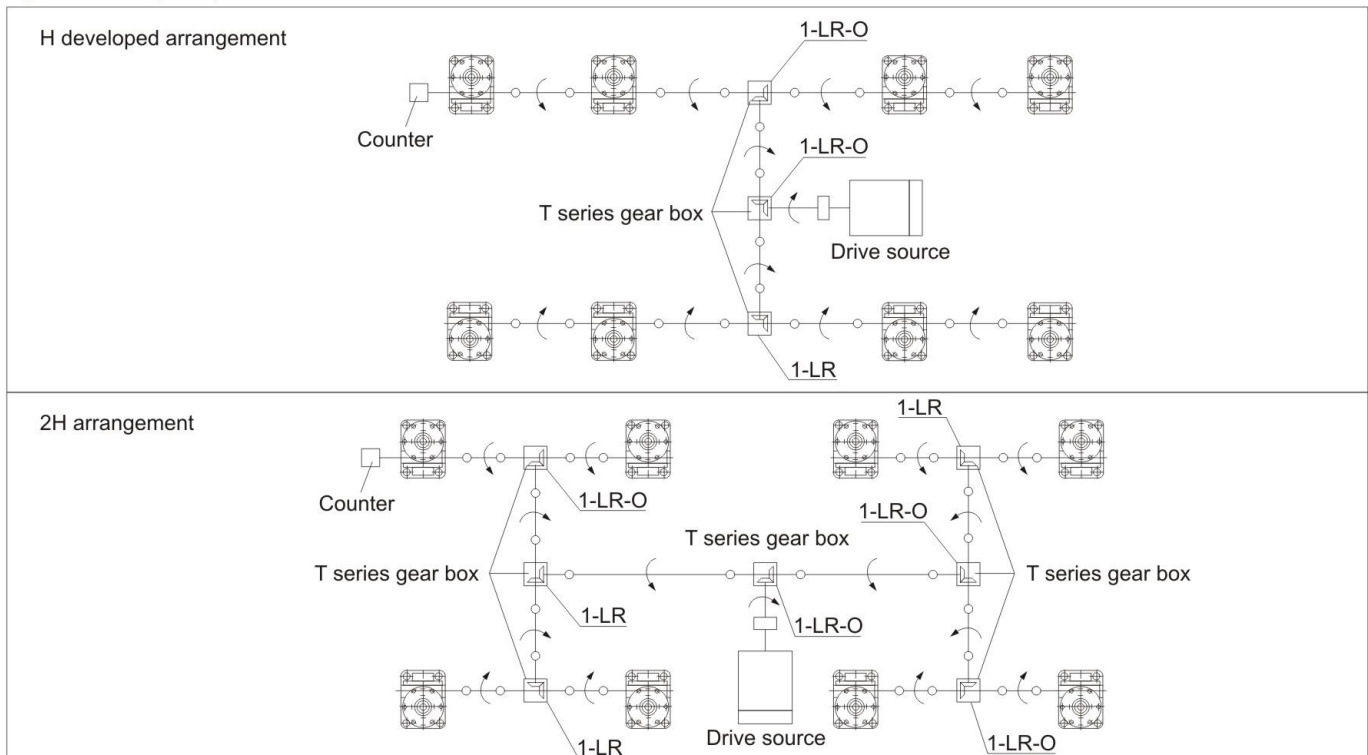 H developed arrangement
1-LR-O
Counter
1-LR-O
T series gear box
Drive source
1-LR
2H arrangement
1-LR
Counter
1-LR-O
1-LR-O
T series gear box
T series gear box
T series gear box
1-LR
1-LR-O
Drive source
1-LR
1-LR-O